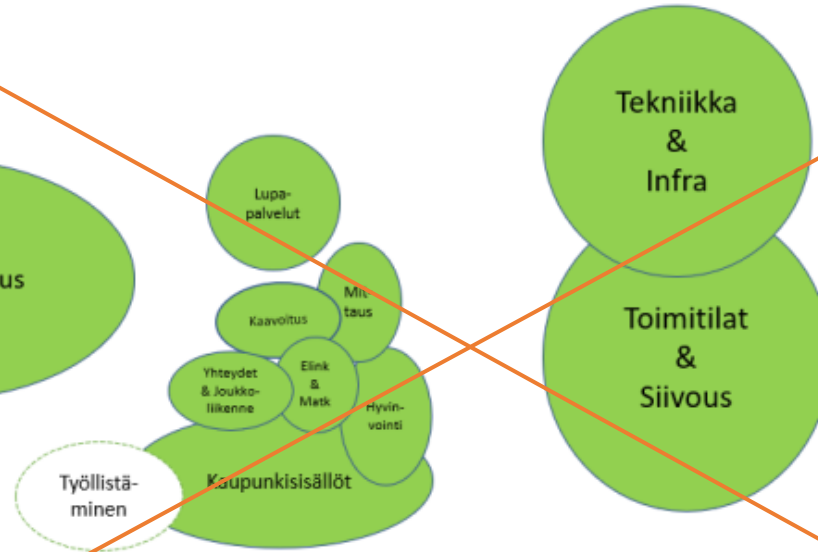 Tekniikka
&
Infra
Lupa-
palvelut
us
Mit-
taus
Kaavoitus
Toimitilat
&
Siivous
Elink
&
Matk
Yhteydet
& Joukko-
liikenne
Hyvin-
vointi
Kaupunkisisällöt
Työllistä-
minen